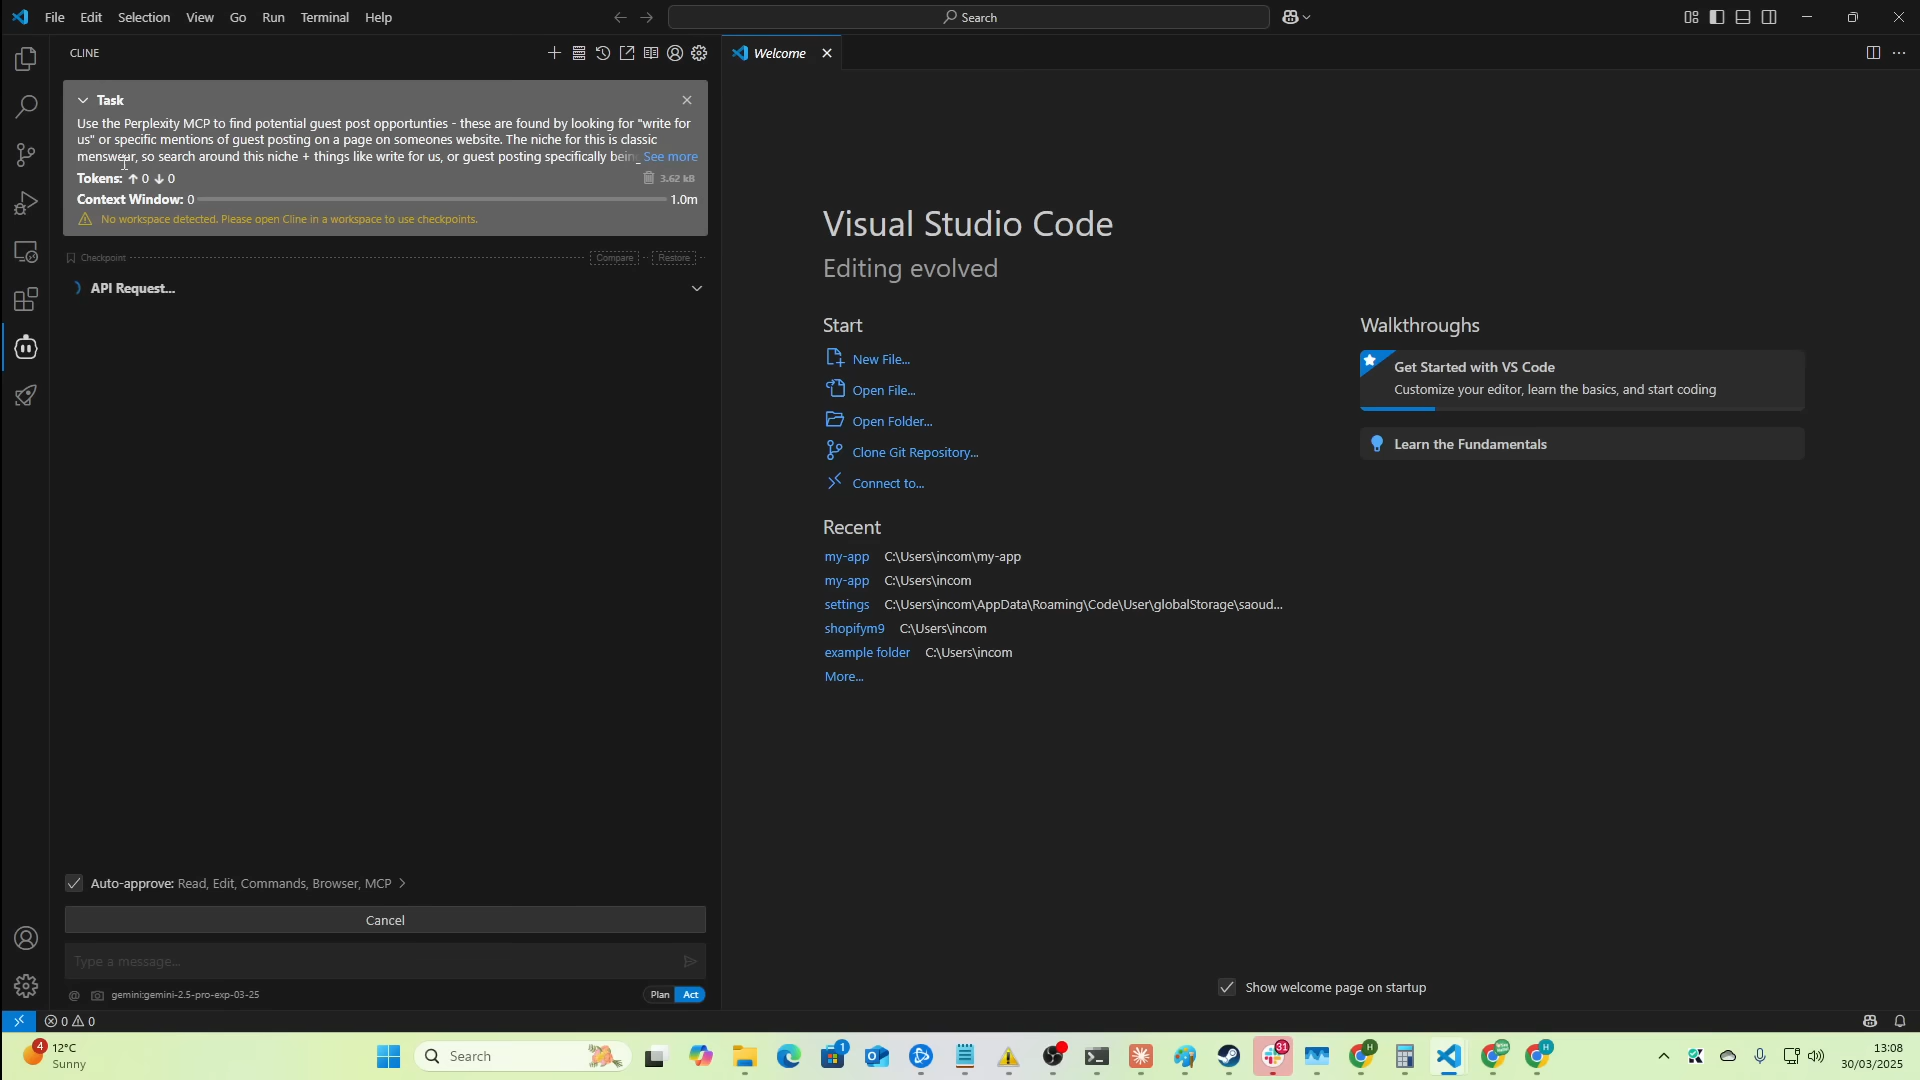 File Edit Selection View Go Run Terminal Help
Search
CLINE
Welcome
Task
Use the Perplexity MCP to find potential guest post opportunties - these are found by looking for "write for
us" or specific mentions of guest posting on a page on someones website. The niche for this is classic
menswear, so search around this niche + things like write for us, or guest posting specifically bein See more
Tokens: ↑ 0 ↓ 0
3.62 kB
Context Window: 0
1.0m
No workspace detected. Please open Cline in a workspace to use checkpoints.
Checkpoint
Compare
Restore
API Request...
Visual Studio Code
Editing evolved
Start
New File...
Open File...
Open Folder...
Clone Git Repository...
Connect to...
Recent
my-app C:\Users\incom\my-app
my-app C:\Users\incom
settings C:\Users\incom\AppData\Roaming\Code\User\globalStorage\saoud...
shopifym9 C:\Users\incom
example folder C:\Users\incom
More...
Walkthroughs
Get Started with VS Code
Customize your editor, learn the basics, and start coding
Learn the Fundamentals
Auto-approve: Read, Edit, Commands, Browser, MCP
Cancel
Type a message...
@ gemini:gemini-2.5-pro-exp-03-25
Plan Act
Show welcome page on startup
0 0
4
12°C
Sunny
Search
1
31
H
H
13:08
30/03/2025